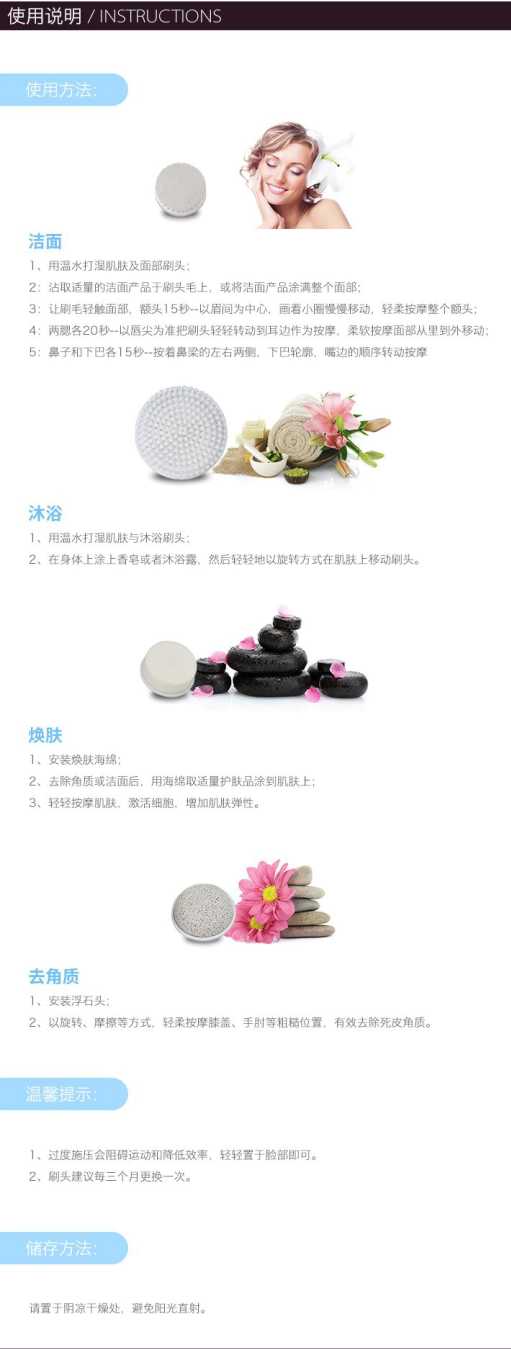 使用说明 / INSTRUCTIONS
使用方法:
洁面
1、用温水打湿肌肤及面部刷头;
2: 沾取适量的洁面产品于刷头毛上，或将洁面产品涂满整个面部;
3: 让刷毛轻触面部，额头15秒--以眉间为中心，画着小圈慢慢移动，轻柔按摩整个额头;
4: 两腮各20秒--以唇尖为准把刷头轻轻转动到耳边作为按摩，柔软按摩面部从里到外移动;
5: 鼻子和下巴各15秒--按着鼻梁的左右两侧，下巴轮廓，嘴边的顺序转动按摩
沐浴
1、用温水打湿肌肤与沐浴刷头;
2、在身体上涂上香皂或者沐浴露，然后轻轻地以旋转方式在肌肤上移动刷头。
焕肤
1、安装焕肤海绵;
2、去除角质或洁面后，用海绵取适量护肤品涂到肌肤上;
3、轻轻按摩肌肤，激活细胞，增加肌肤弹性。
去角质
1、安装浮石头;
2、以旋转、摩擦等方式，轻柔按摩膝盖、手肘等粗糙位置，有效去除死皮角质。
温馨提示:
1、过度施压会阻碍运动和降低效率，轻轻置于脸部即可。
2、刷头建议每三个月更换一次。
储存方法:
请置于阴凉干燥处，避免阳光直射。